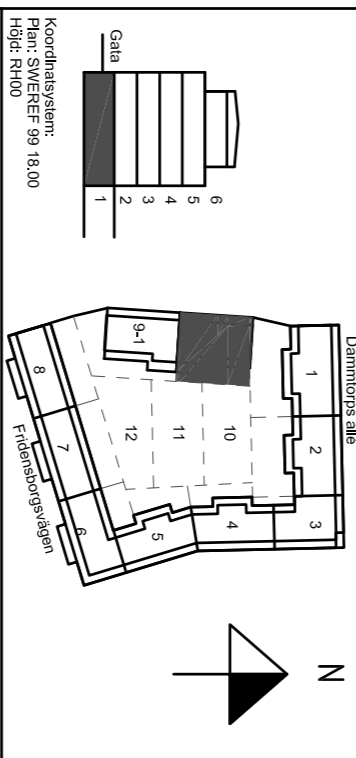 Dammtorps alle
N
Gata
6
5
4
3
2
1
1
2
3
4
5
6
7
8
9-1
10
11
12
Fridensborgsvägen
Koordinatsystem:
Plan: SWEREF 99 18.00
Höjd: RH00